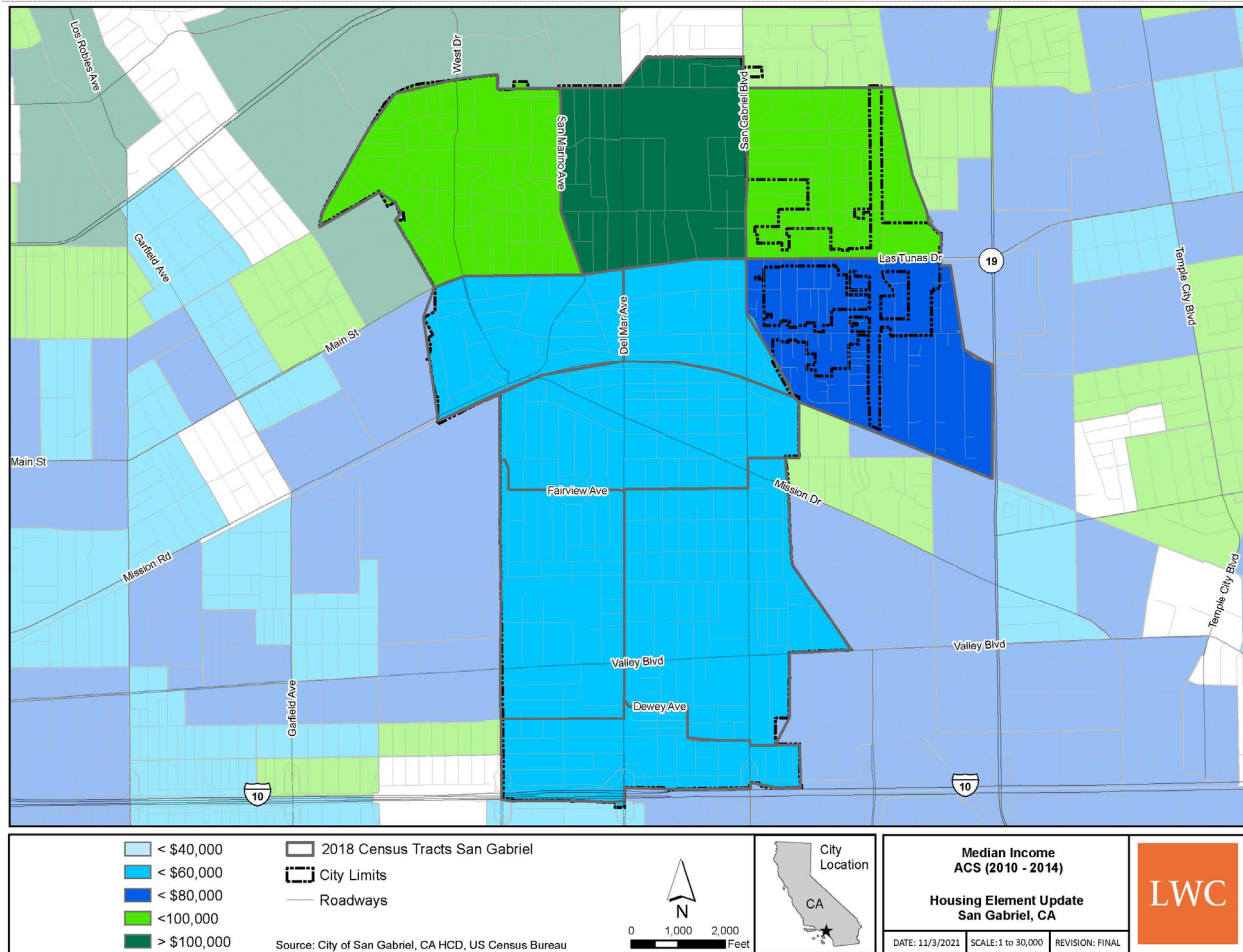 Los Robles Ave
West Dr
San Marino Ave
San Gabriel Blvd
Garfield Ave
Las Tunas Dr
19
Temple City Blvd
Main St
Del Mar Ave
Main St
Fairview Ave
Mission Dr
Mission Rd
Temple City Blvd
Valley Blvd
Valley Blvd
Garfield Ave
Dewey Ave
10
10
< $40,000
< $60,000
< $80,000
<100,000
> $100,000
2018 Census Tracts San Gabriel
City Limits
Roadways
Source: City of San Gabriel, CA HCD, US Census Bureau
N
0 1,000 2,000
Feet
City
Location
CA
Median Income
ACS (2010 - 2014)
Housing Element Update
San Gabriel, CA
DATE: 11/3/2021 SCALE:1 to 30,000 REVISION: FINAL
LWC